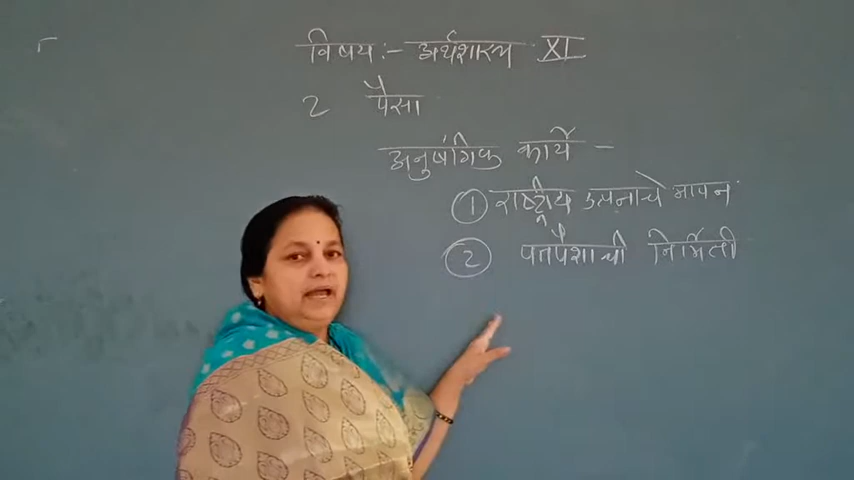 विषय :- अर्थशास्त्र XI
2 पैसा
अनुषंगिक कार्ये -
① राष्ट्रीय उत्पन्नाचे मापन
② पतपैशाची निर्मिती